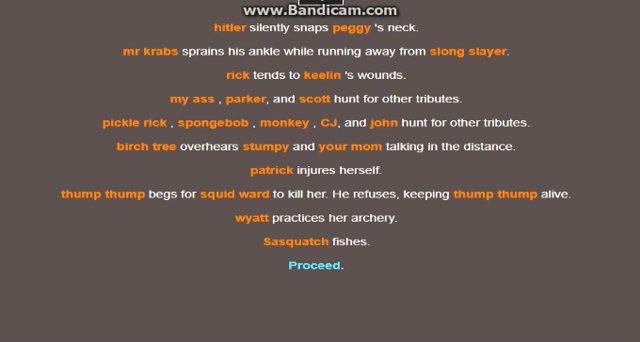 www.Bandicam.com
hitler silently snaps peggy 's neck.
mr krabs sprains his ankle while running away from slong slayer.
rick tends to keelin 's wounds.
my ass , parker, and scott hunt for other tributes.
pickle rick , spongebob , monkey , CJ, and john hunt for other tributes.
birch tree overhears stumpy and your mom talking in the distance.
patrick injures herself.
thump thump begs for squid ward to kill her. He refuses, keeping thump thump alive.
wyatt practices her archery.
Sasquatch fishes.
Proceed.